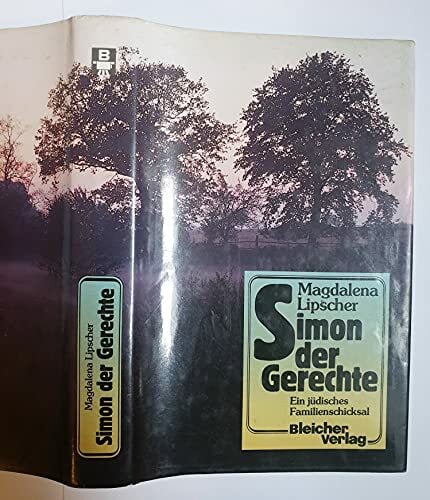 B
Magdalena Lipscher
Simon der Gerechte
Magdalena
Lipscher
Simon
der
Gerechte
Ein jüdisches
Familienschicksal
Bleicher
Verlag